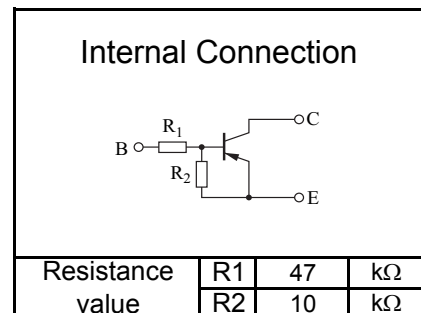 Internal Connection
C
R1
B
R2
E
Resistance value R1 47 kΩ
R2 10 kΩ